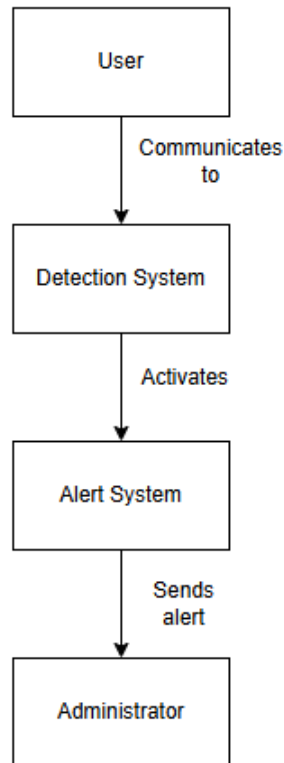 User
Communicates
to
Detection System
Activates
Alert System
Sends
alert
Administrator